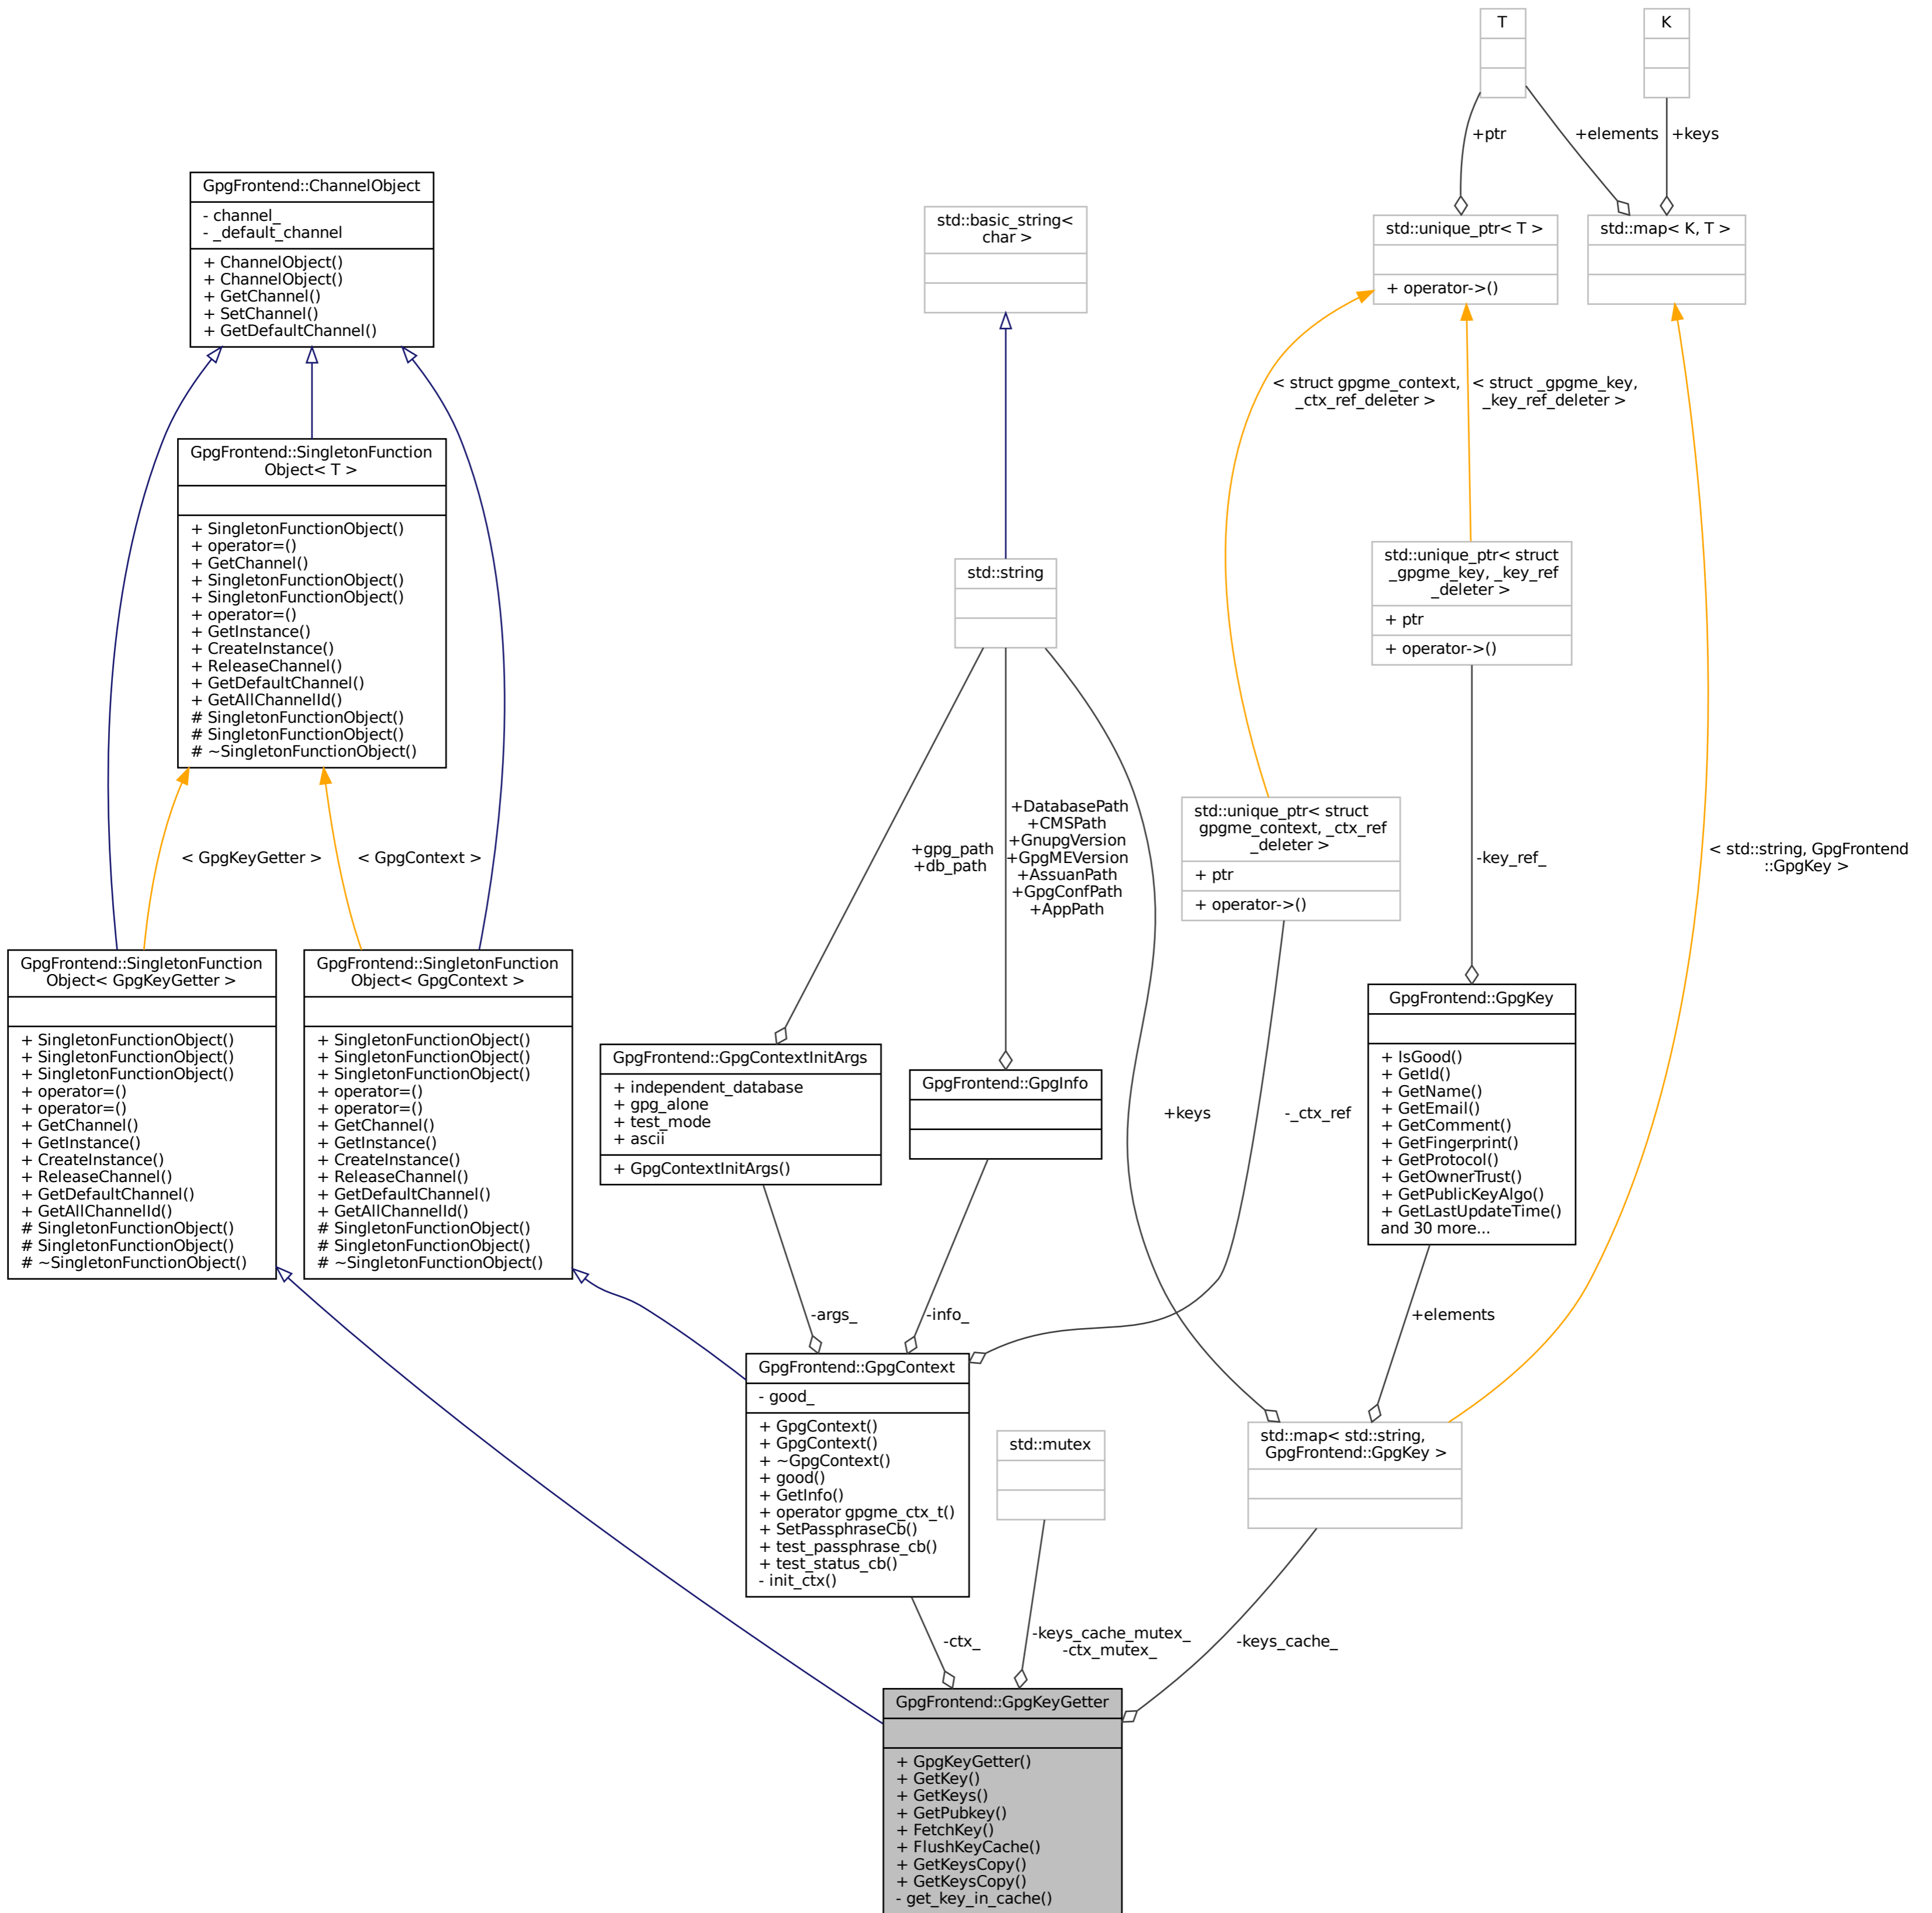 T
K
+ptr
+elements
+keys
GpgFrontend::ChannelObject
- channel_
- _default_channel
+ ChannelObject()
+ ChannelObject()
+ GetChannel()
+ SetChannel()
+ GetDefaultChannel()
std::basic_string<
char >
std::unique_ptr< T >
+ operator->()
std::map< K, T >
< struct gpgme_context,
_ctx_ref_deleter >
< struct _gpgme_key,
_key_ref_deleter >
GpgFrontend::SingletonFunction
Object< T >
+ SingletonFunctionObject()
+ operator=()
+ GetChannel()
+ SingletonFunctionObject()
+ SingletonFunctionObject()
+ operator=()
+ GetInstance()
+ CreateInstance()
+ ReleaseChannel()
+ GetDefaultChannel()
+ GetAllChannelId()
# SingletonFunctionObject()
# SingletonFunctionObject()
# ~SingletonFunctionObject()
std::string
std::unique_ptr< struct
_gpgme_key, _key_ref
_deleter >
+ ptr
+ operator->()
std::unique_ptr< struct
gpgme_context, _ctx_ref
_deleter >
+ ptr
+ operator->()
< GpgKeyGetter >
< GpgContext >
+gpg_path
+db_path
+DatabasePath
+CMSPath
+GnupgVersion
+GpgMEVersion
+AssuanPath
+GpgConfPath
+AppPath
-key_ref_
< std::string, GpgFrontend
::GpgKey >
GpgFrontend::SingletonFunction
Object< GpgKeyGetter >
+ SingletonFunctionObject()
+ SingletonFunctionObject()
+ SingletonFunctionObject()
+ operator=()
+ operator=()
+ GetChannel()
+ GetInstance()
+ CreateInstance()
+ ReleaseChannel()
+ GetDefaultChannel()
+ GetAllChannelId()
# SingletonFunctionObject()
# SingletonFunctionObject()
# ~SingletonFunctionObject()
GpgFrontend::SingletonFunction
Object< GpgContext >
+ SingletonFunctionObject()
+ SingletonFunctionObject()
+ SingletonFunctionObject()
+ operator=()
+ operator=()
+ GetChannel()
+ GetInstance()
+ CreateInstance()
+ ReleaseChannel()
+ GetDefaultChannel()
+ GetAllChannelId()
# SingletonFunctionObject()
# SingletonFunctionObject()
# ~SingletonFunctionObject()
GpgFrontend::GpgContextInitArgs
+ independent_database
+ gpg_alone
+ test_mode
+ ascii
+ GpgContextInitArgs()
GpgFrontend::GpgInfo
+keys
-_ctx_ref
GpgFrontend::GpgKey
+ IsGood()
+ GetId()
+ GetName()
+ GetEmail()
+ GetComment()
+ GetFingerprint()
+ GetProtocol()
+ GetOwnerTrust()
+ GetPublicKeyAlgo()
+ GetLastUpdateTime()
and 30 more...
-args_
-info_
+elements
GpgFrontend::GpgContext
- good_
+ GpgContext()
+ GpgContext()
+ ~GpgContext()
+ good()
+ GetInfo()
+ operator gpgme_ctx_t()
+ SetPassphraseCb()
+ test_passphrase_cb()
+ test_status_cb()
- init_ctx()
std::mutex
std::map< std::string,
GpgFrontend::GpgKey >
-ctx_
-keys_cache_mutex_
-ctx_mutex_
-keys_cache_
GpgFrontend::GpgKeyGetter
+ GpgKeyGetter()
+ GetKey()
+ GetKeys()
+ GetPubkey()
+ FetchKey()
+ FlushKeyCache()
+ GetKeysCopy()
+ GetKeysCopy()
- get_key_in_cache()